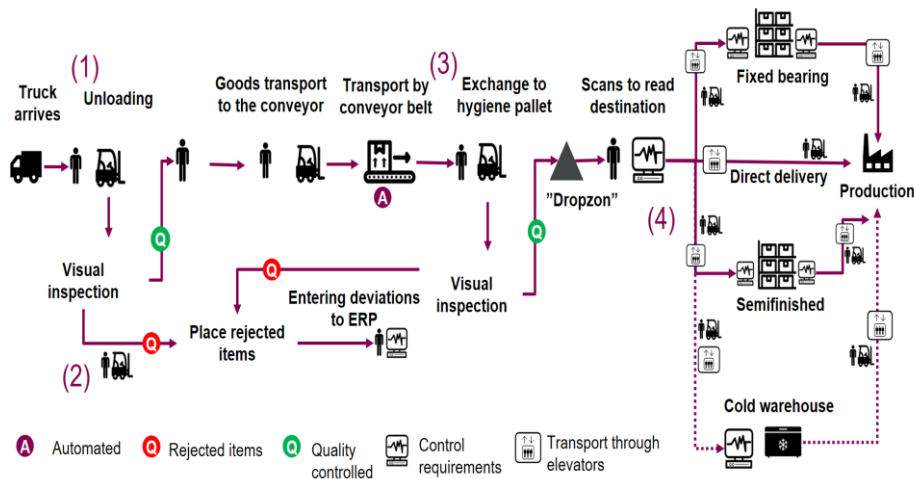 (1)
Truck
arrives
Unloading
Goods transport
to the conveyor
Transport by
conveyor belt
(3)
Exchange to
hygiene pallet
Scans to read
destination
Fixed bearing
A
"Dropzon"
Direct delivery
Production
(4)
Q
Q
Visual
inspection
Q
Visual
inspection
Entering deviations
to ERP
Place rejected
items
Semifinished
(2)
Q
Cold warehouse
A
Automated
Q
Rejected items
Q
Quality
controlled
Control
requirements
Transport through
elevators